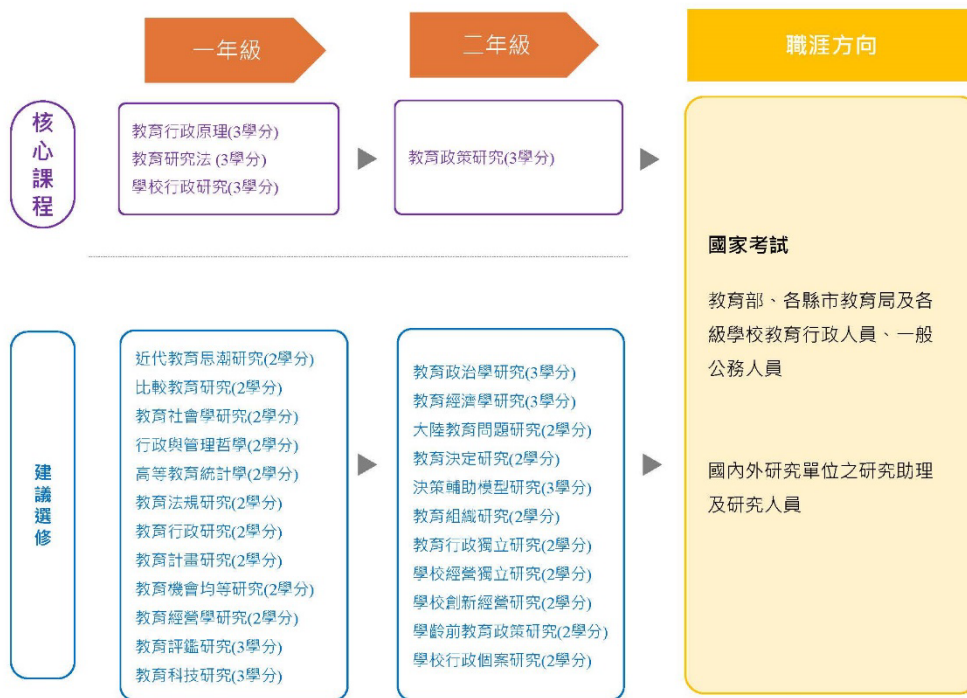 一年級
二年級
職涯方向
核心課程
教育行政原理(3學分)
教育研究法 (3學分)
學校行政研究(3學分)
教育政策研究(3學分)
建議選修
近代教育思潮研究(2學分)
比較教育研究(2學分)
教育社會學研究(2學分)
行政與管理哲學(2學分)
高等教育統計學(2學分)
教育法規研究(2學分)
教育行政研究(2學分)
教育計畫研究(2學分)
教育機會均等研究(2學分)
教育經營學研究(2學分)
教育評鑑研究(3學分)
教育科技研究(3學分)
教育政治學研究(3學分)
教育經濟學研究(3學分)
大陸教育問題研究(2學分)
教育決定研究(2學分)
決策輔助模型研究(3學分)
教育組織研究(2學分)
教育行政獨立研究(2學分)
學校經營獨立研究(2學分)
學校創新經營研究(2學分)
學齡前教育政策研究(2學分)
學校行政個案研究(2學分)
國家考試
教育部、各縣市教育局及各
級學校教育行政人員、一般
公務人員
國內外研究單位之研究助理
及研究人員